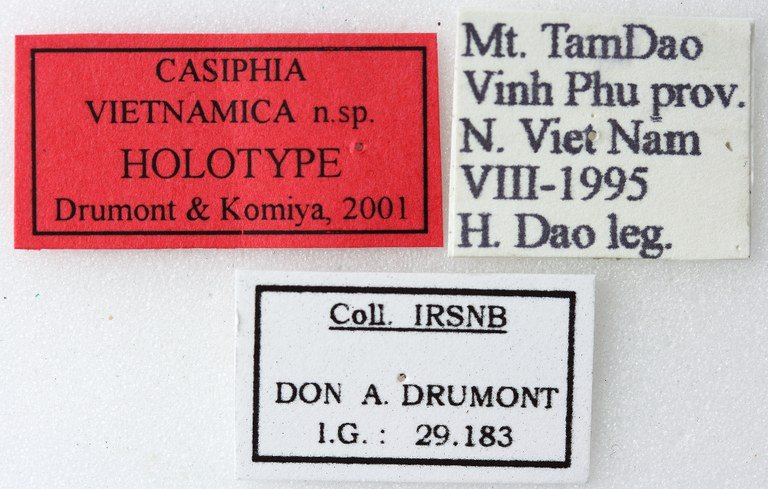 CASIPHIA
VIETNAMICA n.sp.
HOLOTYPE
Drumont & Komiya, 2001
Mt. TamDao
Vinh Phu prov.
N. Viet Nam
VIII-1995
H. Dao leg.
Coll. IRSNB
DON A. DRUMONT
I.G. : 29.183